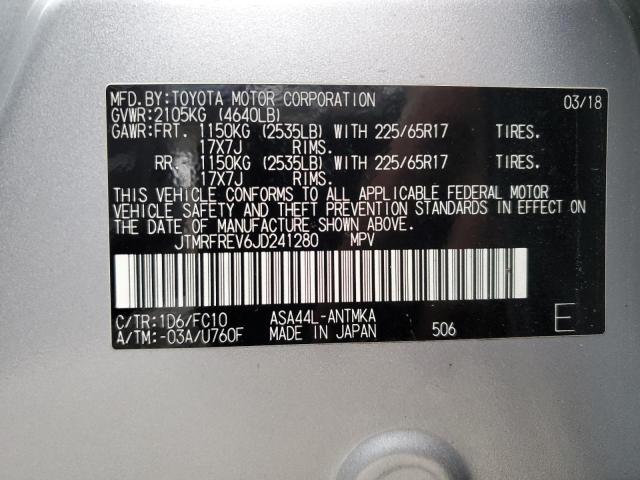 MFD.BY:TOYOTA MOTOR CORPORATION 03/18
GVWR:2105KG (4640LB)
GAWR:FRT. 1150KG (2535LB) WITH 225/65R17 TIRES.
17X7J RIMS.
RR. 1150KG (2535LB) WITH 225/65R17 TIRES.
17X7J RIMS.
THIS VEHICLE CONFORMS TO ALL APPLICABLE FEDERAL MOTOR
VEHICLE SAFETY AND THEFT PREVENTION STANDARDS IN EFFECT ON
THE DATE OF MANUFACTURE SHOWN ABOVE.
JTMRFREV6JD241280 MPV
C/TR:1D6/FC10 ASA44L-ANTMKA
A/TM:-03A/U760F MADE IN JAPAN 506 E